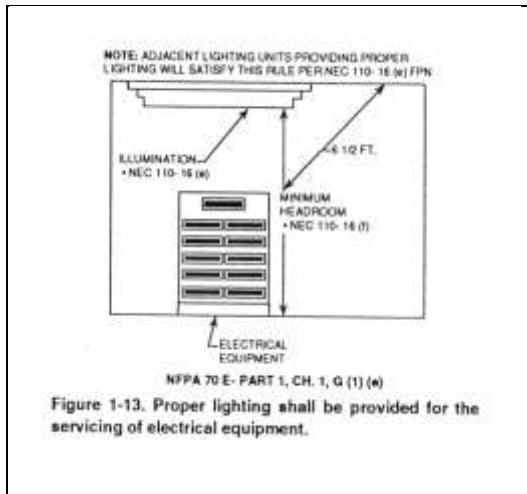 NOTE: ADJACENT LIGHTING UNITS PROVIDING PROPER
LIGHTING WILL SATISFY THIS RULE PER NEC 110- 16 (e) FPN
ILLUMINATION
• NEC 110- 16 (e)
~6 1/2 FT.
MINIMUM
HEADROOM
• NEC 110- 16 (f)
ELECTRICAL
EQUIPMENT
NFPA 70 E- PART 1, CH. 1, G (1) (e)
Figure 1-13. Proper lighting shall be provided for the
servicing of electrical equipment.